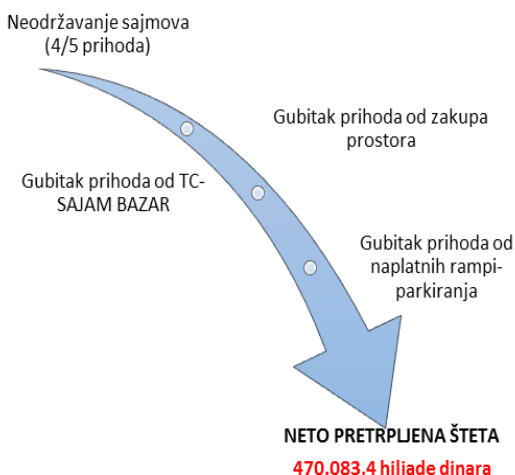 Neodržavanje sajmova
(4/5 prihoda)
Gubitak prihoda od zakupa
prostora
Gubitak prihoda od TC-
SAJAM BAZAR
Gubitak prihoda od
naplatnih rampi-
parkiranja
NETO PRETRPLJENA ŠTETA
470.083,4 hiljade dinara